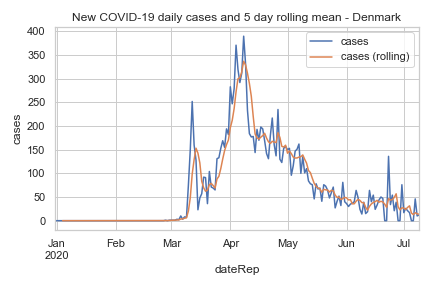 New COVID-19 daily cases and 5 day rolling mean - Denmark
400
350
300
250
200
150
100
50
0
cases
cases
cases (rolling)
Jan
2020
Feb
Mar
Apr
May
Jun
Jul
dateRep